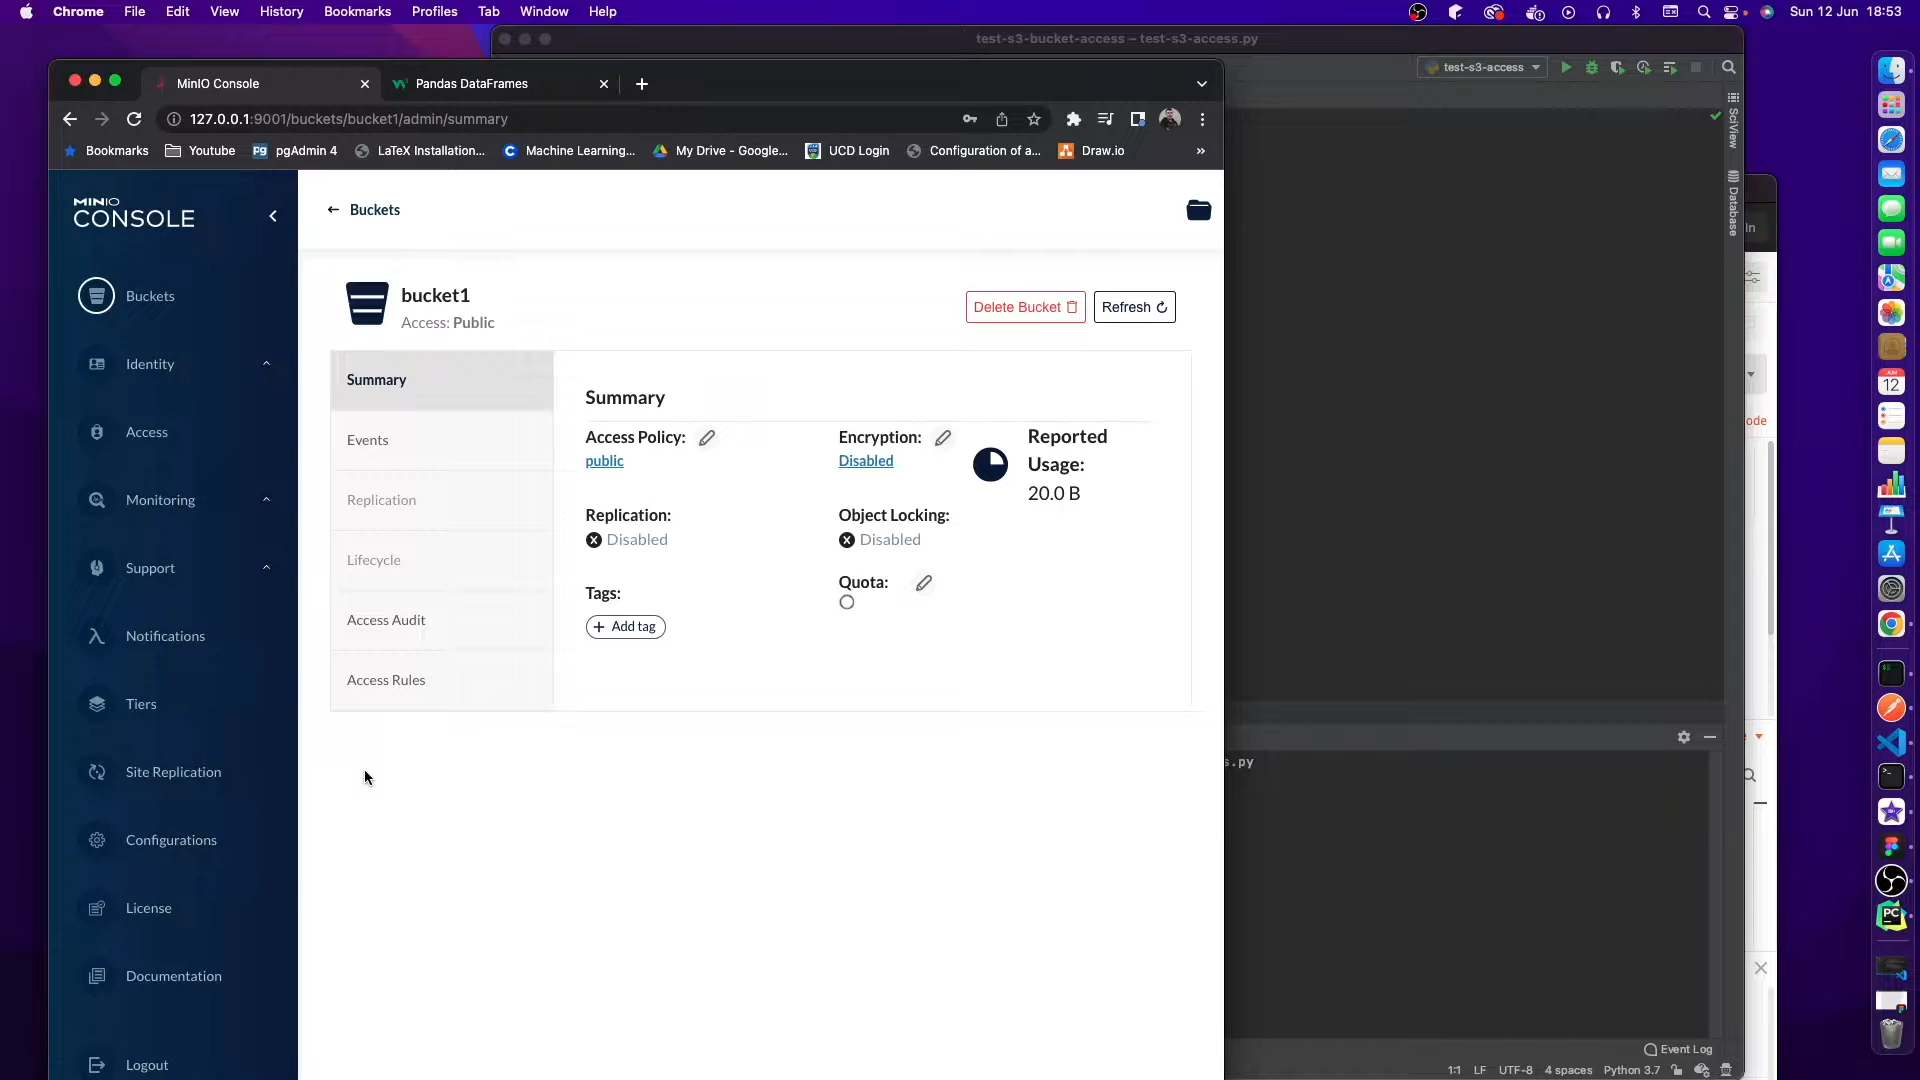 Chrome File Edit View History Bookmarks Profiles Tab Window Help
Sun 12 Jun 18:53
test-s3-bucket-access – test-s3-access.py
MinIO Console
Pandas DataFrames
test-s3-access
127.0.0.1:9001/buckets/bucket1/admin/summary
Bookmarks
Youtube
pgAdmin 4
LaTeX Installation...
Machine Learning...
My Drive - Google...
UCD Login
Configuration of a...
Draw.io
»
SciView
Database
In
ode
MINIO
CONSOLE
Buckets
Identity
Access
Monitoring
Support
Notifications
Tiers
Site Replication
Configurations
License
Documentation
Logout
Buckets
bucket1
Access: Public
Delete Bucket
Refresh
Summary
Events
Replication
Lifecycle
Access Audit
Access Rules
Summary
Access Policy:
public
Encryption:
Disabled
Reported
Usage:
20.0 B
Replication:
Disabled
Object Locking:
Disabled
Tags:
+ Add tag
Quota:
s.py
JUN
12
PC
Event Log
1:1 LF UTF-8 4 spaces Python 3.7